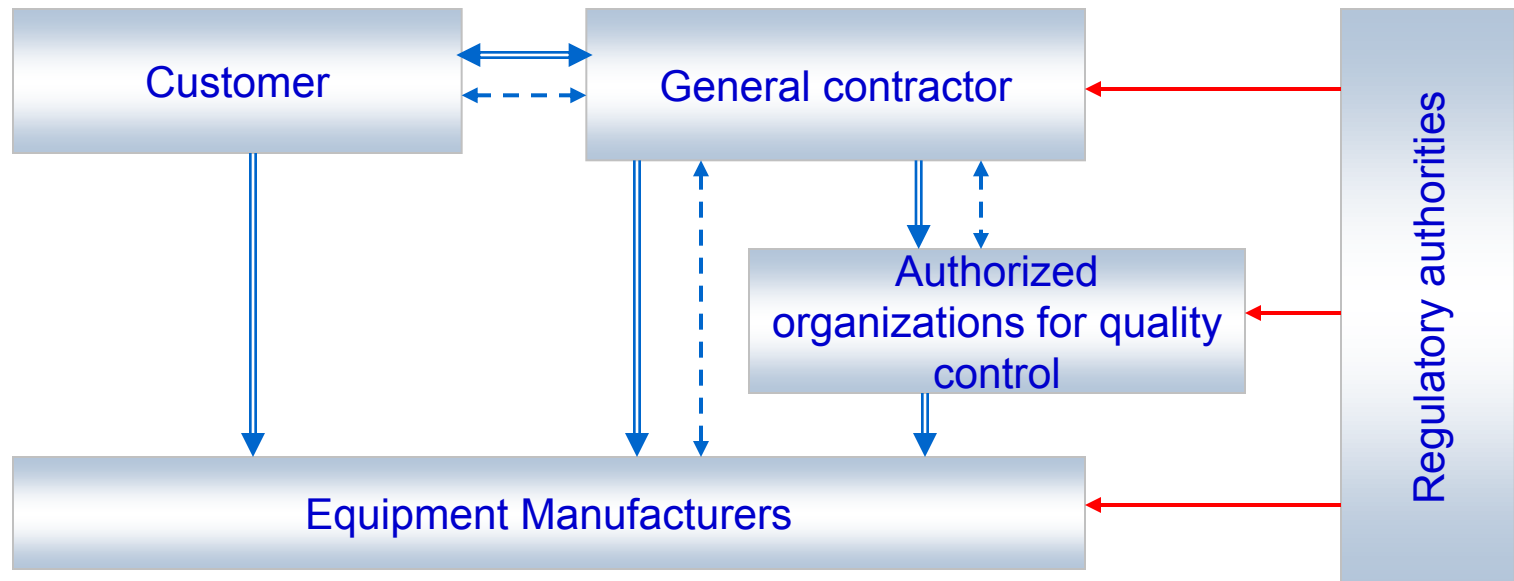 Customer
General contractor
Regulatory authorities
Authorized
organizations for quality
control
Equipment Manufacturers